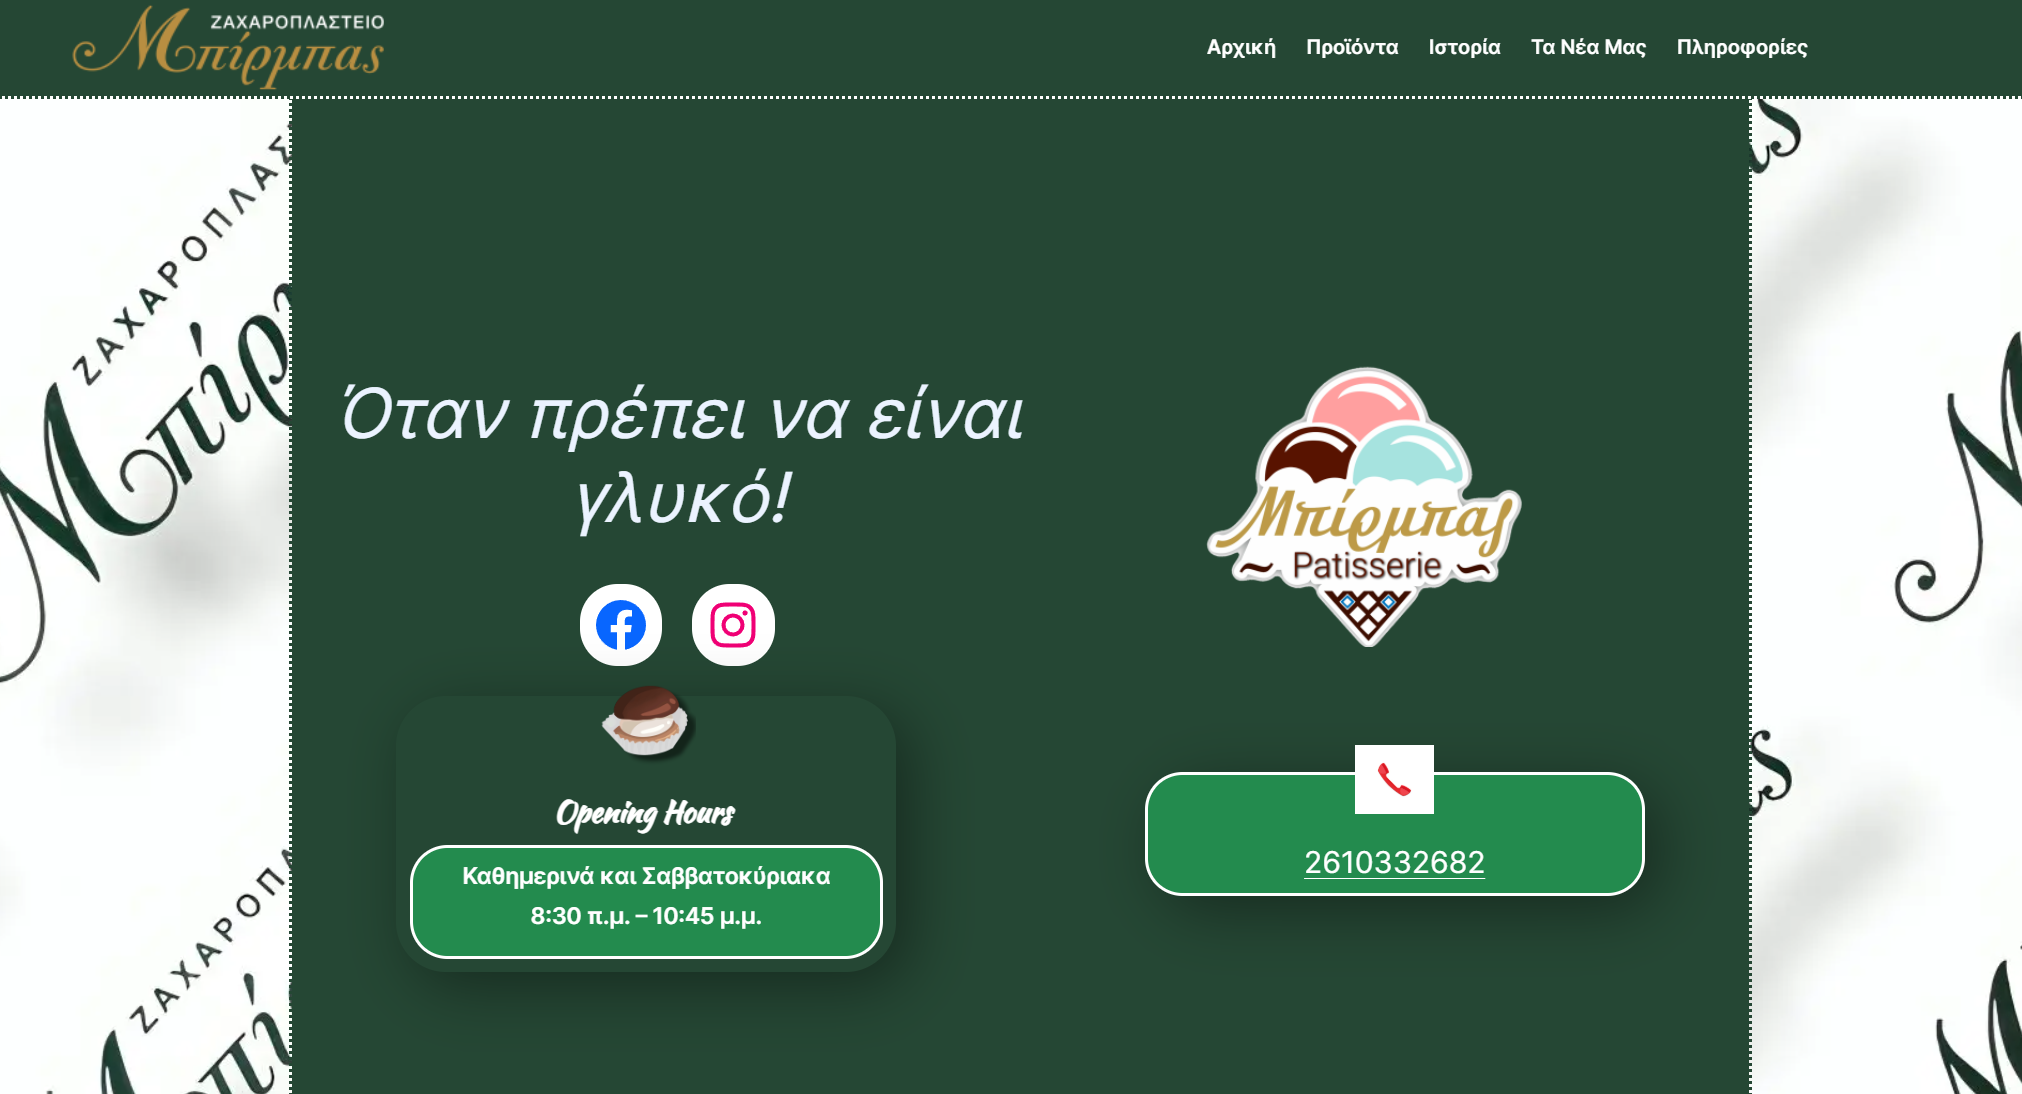 ΖΑΧΑΡΟΠΛΑΣΤΕΙΟ
Μπίρμπας
Αρχική Προϊόντα Ιστορία Τα Νέα Μας Πληροφορίες
Όταν πρέπει να είναι
γλυκό!
Μπίρμπας
Patisserie
Opening Hours
Καθημερινά και Σαββατοκύριακα
8:30 π.μ. – 10:45 μ.μ.
2610332682